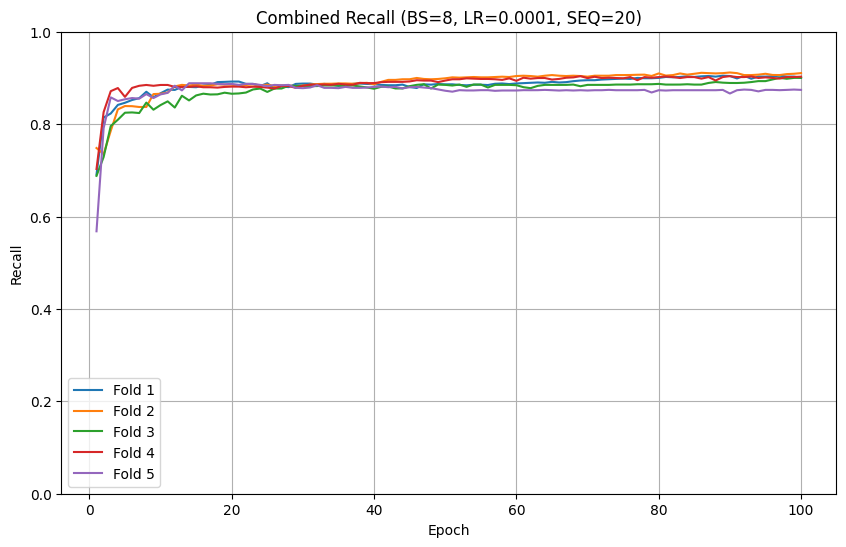 Combined Recall (BS=8, LR=0.0001, SEQ=20)
1.0
0.8
0.6
0.4
0.2
0.0
Recall
Fold 1
Fold 2
Fold 3
Fold 4
Fold 5
0 20 40 60 80 100
Epoch